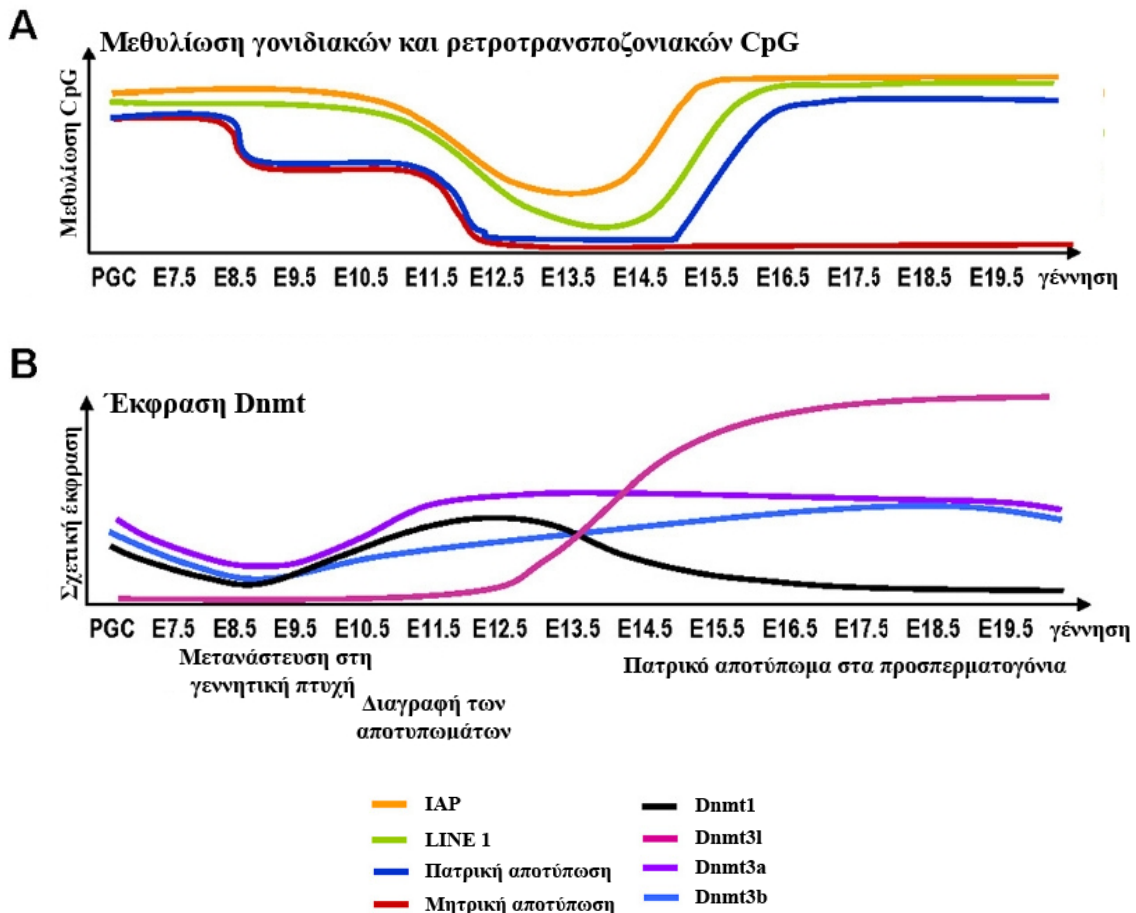 A
Μεθυλίωση γονιδιακών και ρετροτρανσποζονιακών CpG
Μεθυλίωση CpG
PGC E7.5 E8.5 E9.5 E10.5 E11.5 E12.5 E13.5 E14.5 E15.5 E16.5 E17.5 E18.5 E19.5 γέννηση
B
Έκφραση Dnmt
Σχετική έκφραση
PGC E7.5 E8.5 E9.5 E10.5 E11.5 E12.5 E13.5 E14.5 E15.5 E16.5 E17.5 E18.5 E19.5 γέννηση
Μετανάστευση στη
γεννητική πτυχή
Διαγραφή των
αποτυπωμάτων
Πατρικό αποτύπωμα στα προσπερματογόνια
IAP
LINE 1
Πατρική αποτύπωση
Μητρική αποτύπωση
Dnmt1
Dnmt3l
Dnmt3a
Dnmt3b